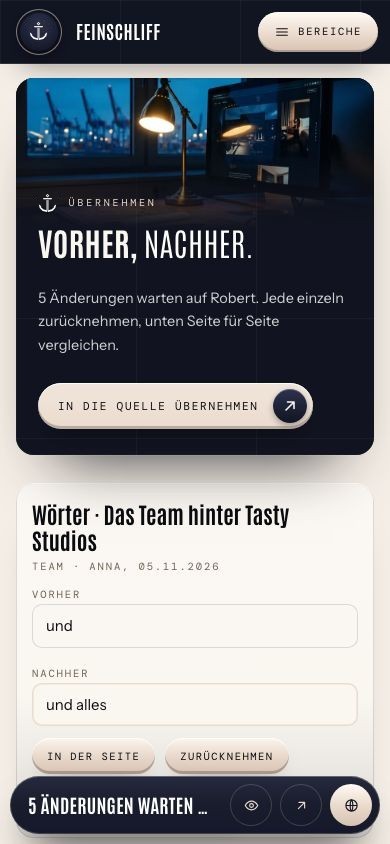 FEINSCHLIFF
BEREICHE
ÜBERNEHMEN
VORHER, NACHHER.
5 Änderungen warten auf Robert. Jede einzeln
zurücknehmen, unten Seite für Seite
vergleichen.
IN DIE QUELLE ÜBERNEHMEN
Wörter · Das Team hinter Tasty
Studios
TEAM · ANNA, 05.11.2026
VORHER
und
NACHHER
und alles
IN DER SEITE
ZURÜCKNEHMEN
5 ÄNDERUNGEN WARTEN …